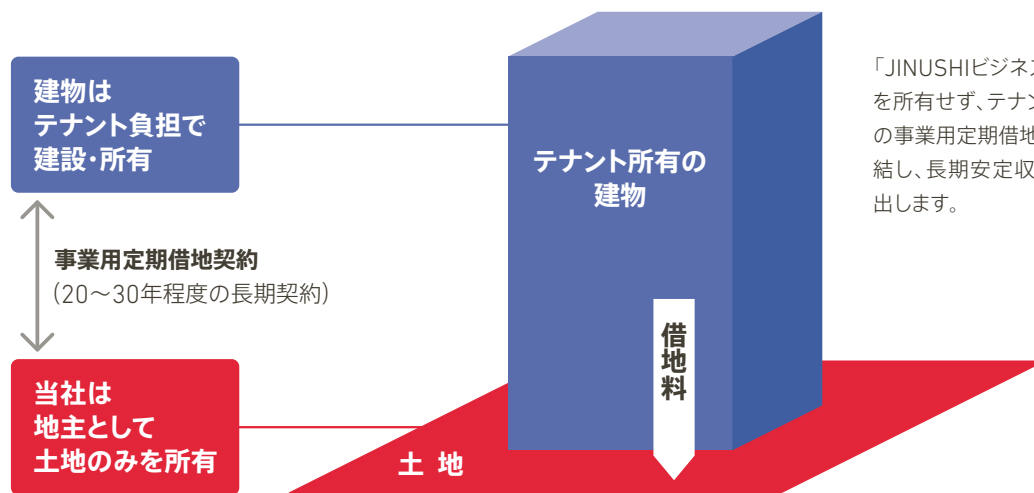 建物は
テナント負担で
建設・所有
事業用定期借地契約
(20〜30年程度の長期契約)
当社は
地主として
土地のみを所有
テナント所有の
建物
借地料
土 地
「JINUSHIビジネス
を所有せず、テナン
の事業用定期借地
結し、長期安定収
出します。